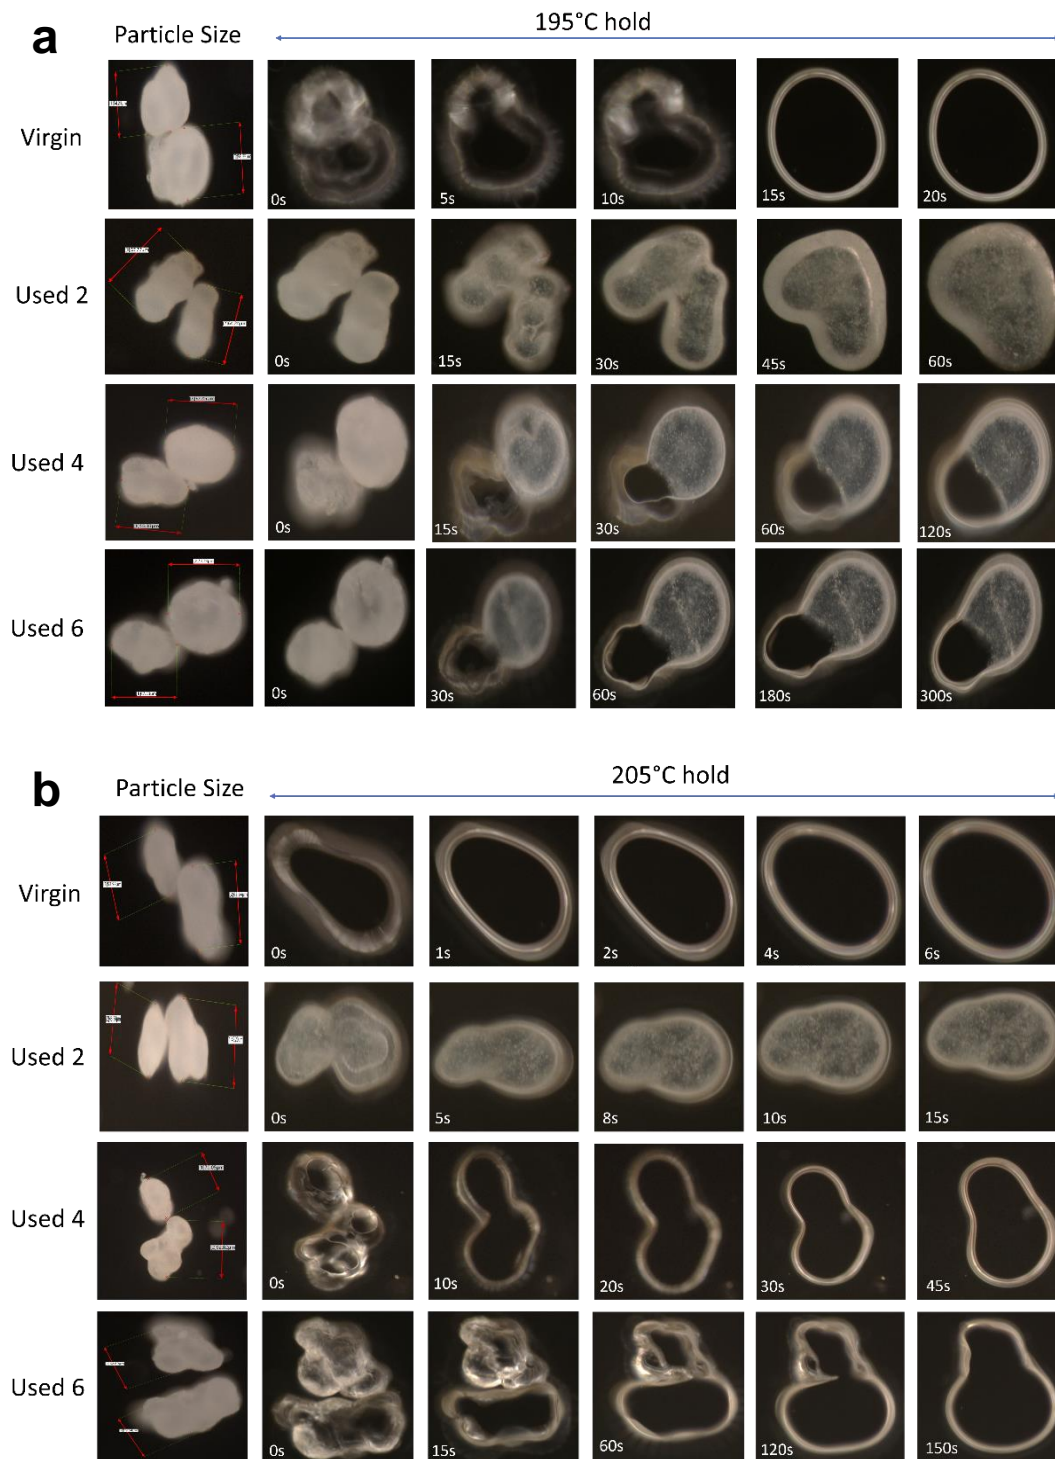 a
Particle Size
195°C hold
Virgin
0s
5s
10s
15s
20s
Used 2
0s
15s
30s
45s
60s
Used 4
0s
15s
30s
60s
120s
Used 6
0s
30s
60s
180s
300s
b
Particle Size
205°C hold
Virgin
0s
1s
2s
4s
6s
Used 2
0s
5s
8s
10s
15s
Used 4
0s
10s
20s
30s
45s
Used 6
0s
15s
60s
120s
150s